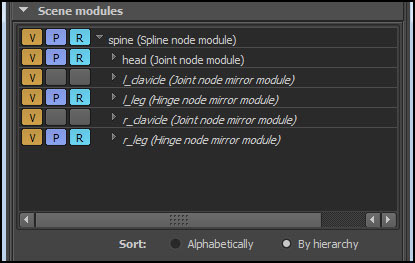 Scene modules
V P R spine (Spline node module)
V P R head (Joint node module)
V l_clavicle (Joint node mirror module)
V P R l_leg (Hinge node mirror module)
V r_clavicle (Joint node mirror module)
V P R r_leg (Hinge node mirror module)
Sort: Alphabetically By hierarchy